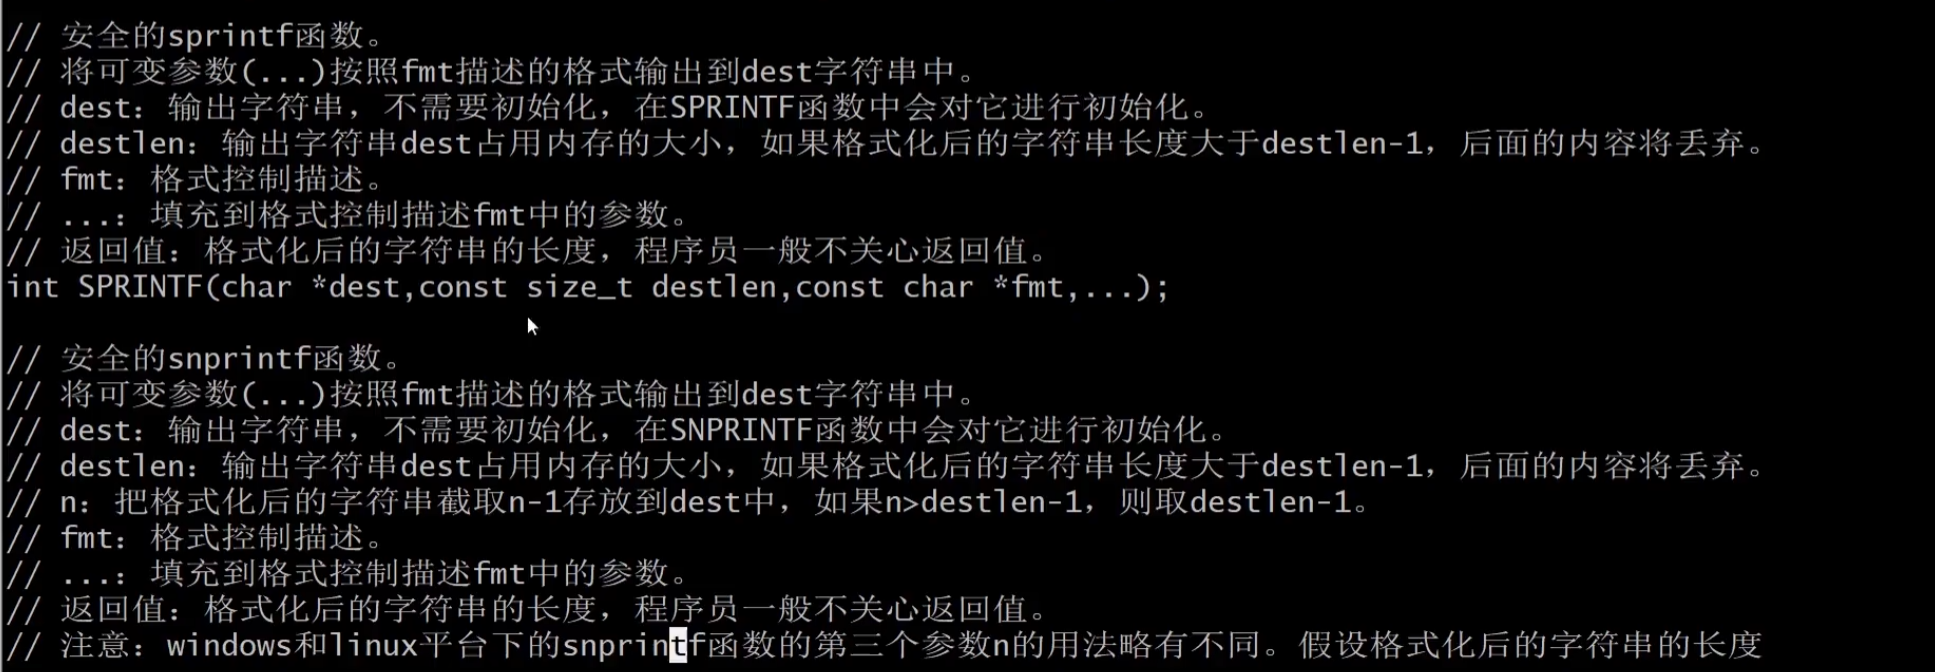 // 安全的sprintf函数。
// 将可变参数(...)按照fmt描述的格式输出到dest字符串中。
// dest：输出字符串，不需要初始化，在SPRINTF函数中会对它进行初始化。
// destlen：输出字符串dest占用内存的大小，如果格式化后的字符串长度大于destlen-1，后面的内容将丢弃。
// fmt：格式控制描述。
// ...：填充到格式控制描述fmt中的参数。
// 返回值：格式化后的字符串的长度，程序员一般不关心返回值。
int SPRINTF(char *dest,const size_t destlen,const char *fmt,...);
// 安全的snprintf函数。
// 将可变参数(...)按照fmt描述的格式输出到dest字符串中。
// dest：输出字符串，不需要初始化，在SNPRINTF函数中会对它进行初始化。
// destlen：输出字符串dest占用内存的大小，如果格式化后的字符串长度大于destlen-1，后面的内容将丢弃。
// n：把格式化后的字符串截取n-1存放到dest中，如果n>destlen-1，则取destlen-1。
// fmt：格式控制描述。
// ...：填充到格式控制描述fmt中的参数。
// 返回值：格式化后的字符串的长度，程序员一般不关心返回值。
// 注意：windows和linux平台下的snprintf函数的第三个参数n的用法略有不同。假设格式化后的字符串的长度